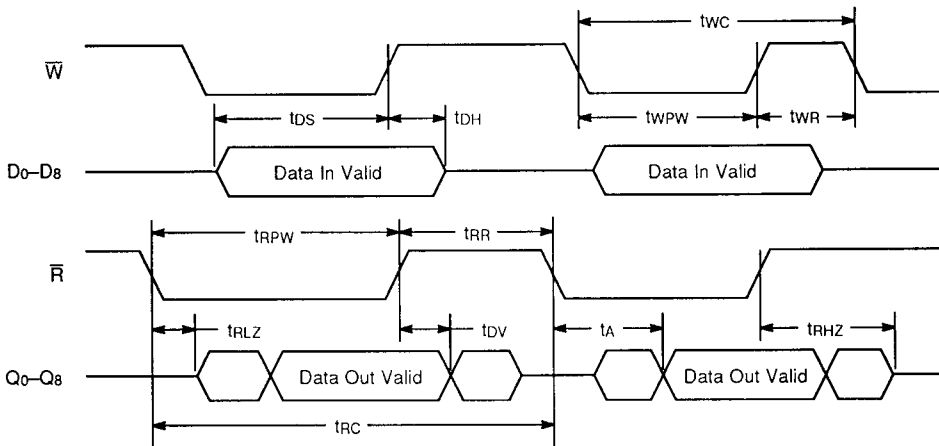 tWC
W
tDS
tDH
tWPW
tWR
D0–D8
Data In Valid
Data In Valid
tRPW
tRR
R
tRLZ
tDV
tA
tRHZ
Q0–Q8
Data Out Valid
Data Out Valid
tRC